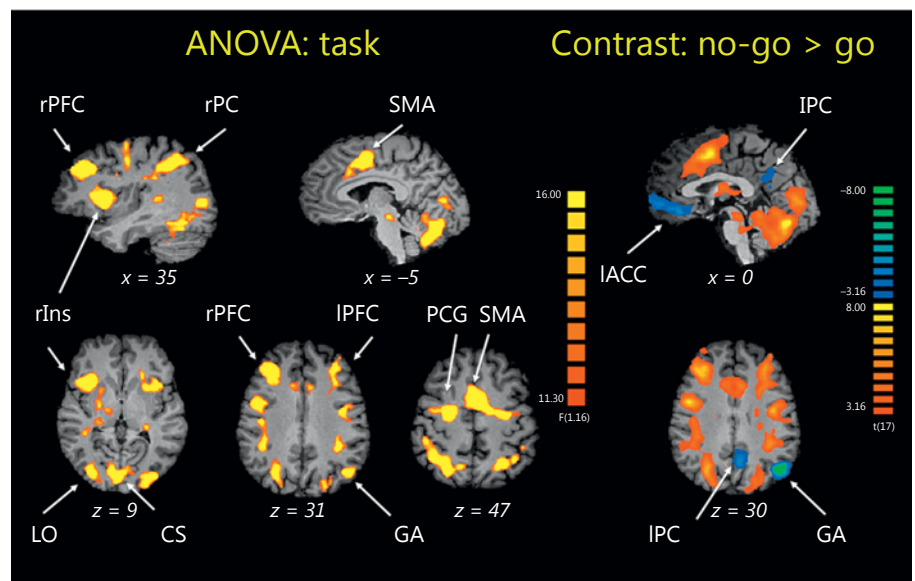 ANOVA: task
Contrast: no-go > go
rPFC
rPC
SMA
lPC
x = 35
x = –5
lACC
x = 0
16.00
11.30
F(1.16)
–8.00
–3.16
8.00
3.16
t(17)
rIns
rPFC
lPFC
PCG
SMA
z = 9
z = 31
z = 47
z = 30
LO
CS
GA
lPC
GA